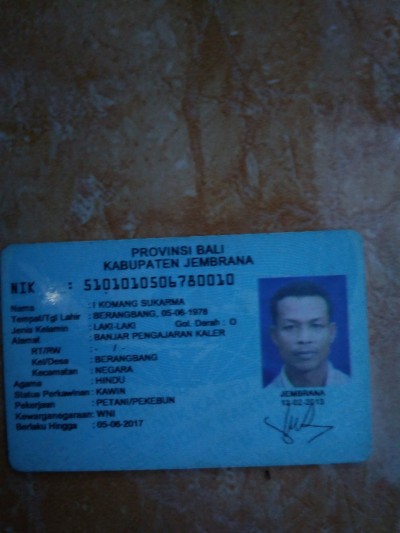 PROVINSI BALI
KABUPATEN JEMBRANA
NIK : 5101010506780010
Nama : I KOMANG SUKARMA
Tempat/Tgl Lahir : BERANGBANG, 05-06-1978
Jenis Kelamin : LAKI-LAKI Gol. Darah : O
Alamat : BANJAR PENGAJARAN KALER
RT/RW : - / -
Kel/Desa : BERANGBANG
Kecamatan : NEGARA
Agama : HINDU
Status Perkawinan : KAWIN
Pekerjaan : PETANI/PEKEBUN
Kewarganegaraan : WNI
Berlaku Hingga : 05-06-2017
JEMBRANA
12-02-2013